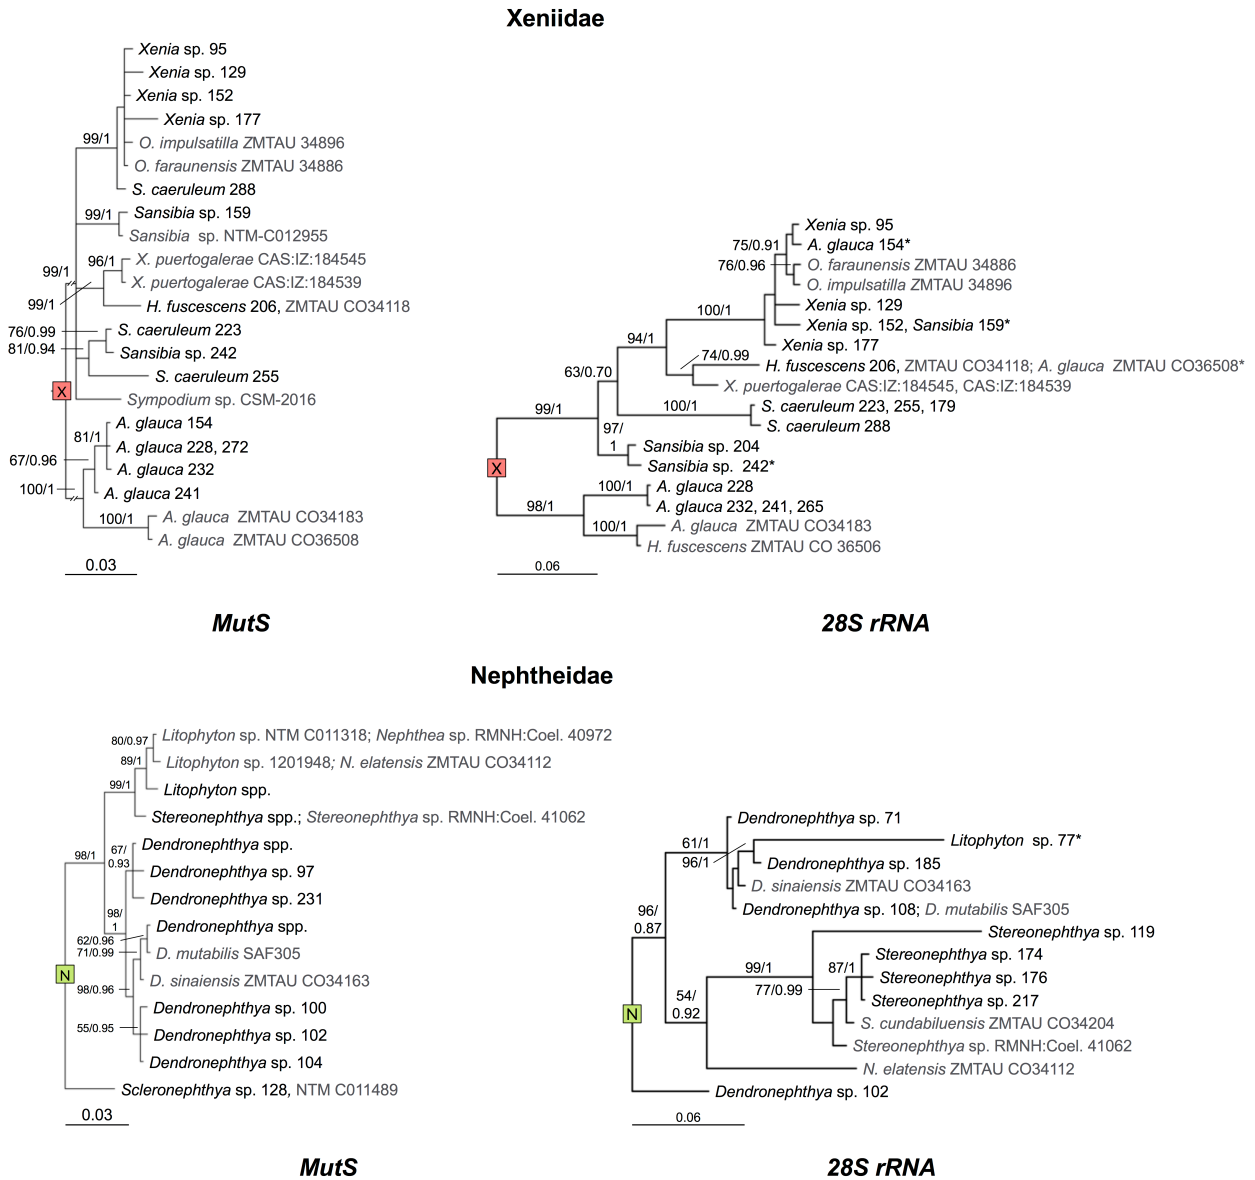 Xeniidae
Xenia sp. 95
Xenia sp. 129
Xenia sp. 152
Xenia sp. 177
99/1
O. impulsatilla ZMTAU 34896
O. faraunensis ZMTAU 34886
S. caeruleum 288
99/1
Sansibia sp. 159
Sansibia sp. NTM-C012955
96/1
X. puertogalerae CAS:IZ:184545
99/1
X. puertogalerae CAS:IZ:184539
99/1
H. fuscescens 206, ZMTAU CO34118
76/0.99
S. caeruleum 223
81/0.94
Sansibia sp. 242
S. caeruleum 255
X
Sympodium sp. CSM-2016
A. glauca 154
81/1
A. glauca 228, 272
67/0.96
A. glauca 232
100/1
A. glauca 241
100/1
A. glauca ZMTAU CO34183
A. glauca ZMTAU CO36508
0.03
MutS
Xenia sp. 95
75/0.91
A. glauca 154*
76/0.96
O. faraunensis ZMTAU 34886
O. impulsatilla ZMTAU 34896
100/1
Xenia sp. 129
Xenia sp. 152, Sansibia 159*
94/1
Xenia sp. 177
74/0.99
H. fuscescens 206, ZMTAU CO34118; A. glauca ZMTAU CO36508*
63/0.70
X. puertogalerae CAS:IZ:184545, CAS:IZ:184539
100/1
S. caeruleum 223, 255, 179
99/1
S. caeruleum 288
97/
1
Sansibia sp. 204
X
Sansibia sp. 242*
100/1
A. glauca 228
98/1
A. glauca 232, 241, 265
100/1
A. glauca ZMTAU CO34183
H. fuscescens ZMTAU CO 36506
0.06
28S rRNA
Nephtheidae
80/0.97
Litophyton sp. NTM C011318; Nephthea sp. RMNH:Coel. 40972
89/1
Litophyton sp. 1201948; N. elatensis ZMTAU CO34112
99/1
Litophyton spp.
Stereonephthya spp.; Stereonephthya sp. RMNH:Coel. 41062
67/
0.93
Dendronephthya spp.
98/1
Dendronephthya sp. 97
Dendronephthya sp. 231
98/
1
Dendronephthya spp.
62/0.96
71/0.99
D. mutabilis SAF305
N
D. sinaiensis ZMTAU CO34163
98/0.96
Dendronephthya sp. 100
55/0.95
Dendronephthya sp. 102
Dendronephthya sp. 104
Scleronephthya sp. 128, NTM C011489
0.03
MutS
Dendronephthya sp. 71
61/1
Litophyton sp. 77*
96/1
Dendronephthya sp. 185
D. sinaiensis ZMTAU CO34163
96/
0.87
Dendronephthya sp. 108; D. mutabilis SAF305
Stereonephthya sp. 119
99/1
87/1
Stereonephthya sp. 174
77/0.99
Stereonephthya sp. 176
54/
0.92
Stereonephthya sp. 217
N
S. cundabiluensis ZMTAU CO34204
Stereonephthya sp. RMNH:Coel. 41062
N. elatensis ZMTAU CO34112
Dendronephthya sp. 102
0.06
28S rRNA